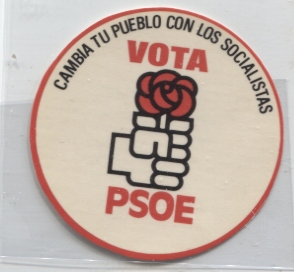 CAMBIA TU PUEBLO CON LOS SOCIALISTAS
VOTA
PSOE